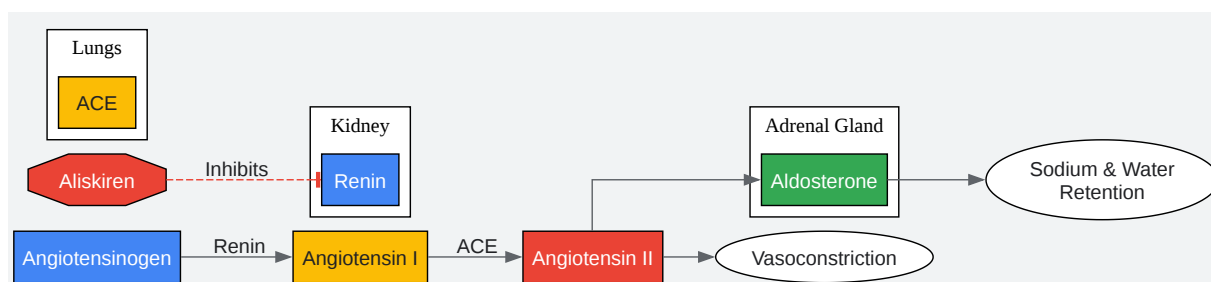 Lungs
ACE
Kidney
Adrenal Gland
Aliskiren
Inhibits
Renin
Aldosterone
Sodium & Water
Retention
Angiotensinogen
Renin
Angiotensin I
ACE
Angiotensin II
Vasoconstriction